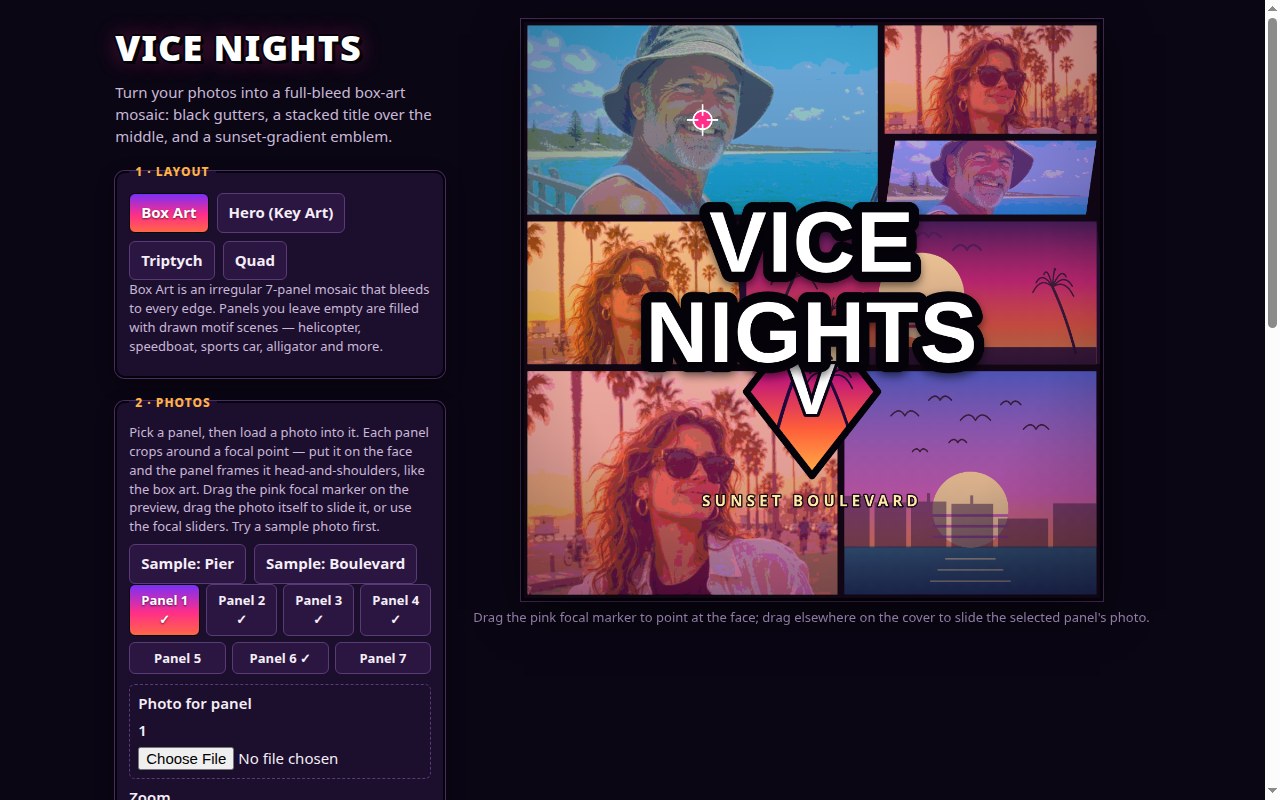 VICE NIGHTS
Turn your photos into a full-bleed box-art
mosaic: black gutters, a stacked title over the
middle, and a sunset-gradient emblem.
1 · LAYOUT
Box Art
Hero (Key Art)
Triptych
Quad
Box Art is an irregular 7-panel mosaic that bleeds
to every edge. Panels you leave empty are filled
with drawn motif scenes — helicopter,
speedboat, sports car, alligator and more.
2 · PHOTOS
Pick a panel, then load a photo into it. Each panel
crops around a focal point — put it on the face
and the panel frames it head-and-shoulders, like
the box art. Drag the pink focal marker on the
preview, drag the photo itself to slide it, or use
the focal sliders. Try a sample photo first.
Sample: Pier
Sample: Boulevard
Panel 1 ✓
Panel 2 ✓
Panel 3 ✓
Panel 4 ✓
Panel 5
Panel 6 ✓
Panel 7
Photo for panel
1
Choose File No file chosen
Zoom
VICE
NIGHTS
V
SUNSET BOULEVARD
Drag the pink focal marker to point at the face; drag elsewhere on the cover to slide the selected panel's photo.